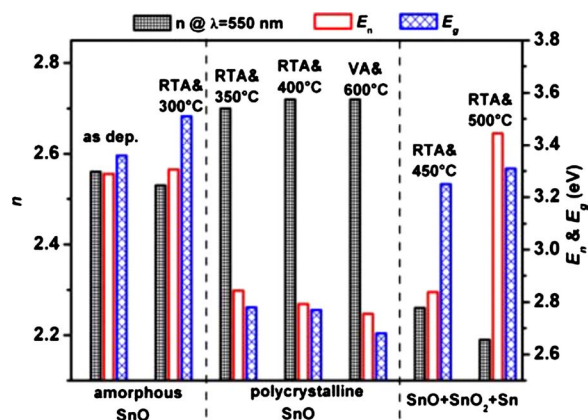 n @ λ=550 nm Eₙ E_g
n
2.8
2.6
2.4
2.2
as dep.
RTA&
300°C
RTA&
350°C
RTA&
400°C
VA&
600°C
RTA&
450°C
RTA&
500°C
3.8
3.6
3.4
3.2
3.0
2.8
2.6
Eₙ & E_g (eV)
amorphous
SnO
polycrystalline
SnO
SnO+SnO₂+Sn